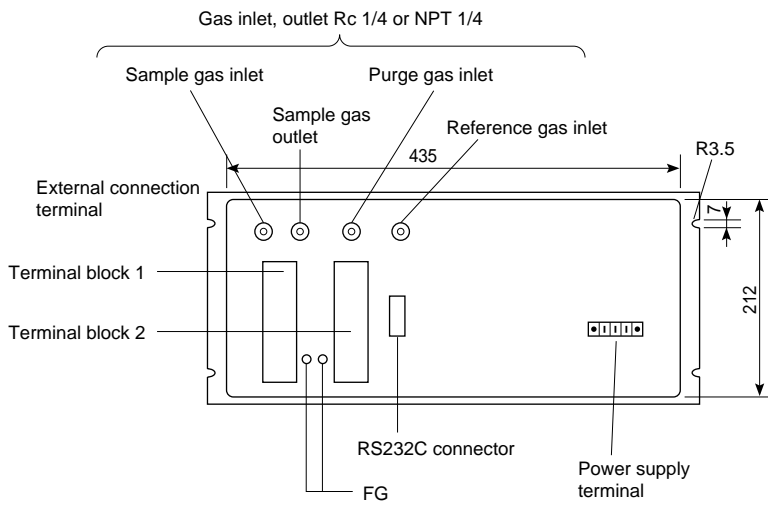 Gas inlet, outlet Rc 1/4 or NPT 1/4
Sample gas inlet
Purge gas inlet
Sample gas
outlet
Reference gas inlet
435
R3.5
External connection
terminal
7
Terminal block 1
212
Terminal block 2
RS232C connector
Power supply
terminal
FG